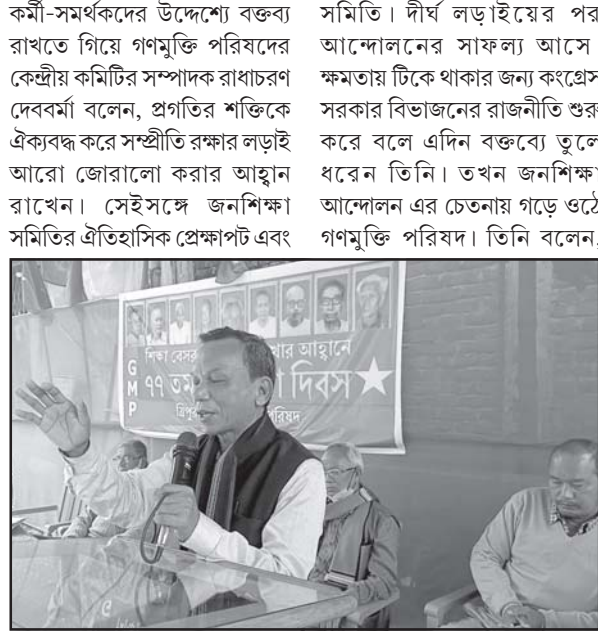 কর্মী-সমর্থকদের উদ্দেশ্যে বক্তব্য
রাখতে গিয়ে গণমুক্তি পরিষদের
কেন্দ্রীয় কমিটির সম্পাদক রাধাচরণ
দেববর্মা বলেন, প্রগতির শক্তিকে
ঐক্যবদ্ধ করে সম্প্রীতি রক্ষার লড়াই
আরো জোরালো করার আহ্বান
রাখেন। সেইসঙ্গে জনশিক্ষা
সমিতির ঐতিহাসিক প্রেক্ষাপট এবং
সমিতি। দীর্ঘ লড়াইয়ের পর
আন্দোলনের সাফল্য আসে
ক্ষমতায় টিকে থাকার জন্য কংগ্রেস
সরকার বিভাজনের রাজনীতি শুরু
করে বলে এদিন বক্তব্যে তুলে
ধরেন তিনি। তখন জনশিক্ষা
আন্দোলন এর চেতনায় গড়ে ওঠে
গণমুক্তি পরিষদ। তিনি বলেন,
শিক্ষা আহ্বানে
GMP
৭৭ তম দিবস